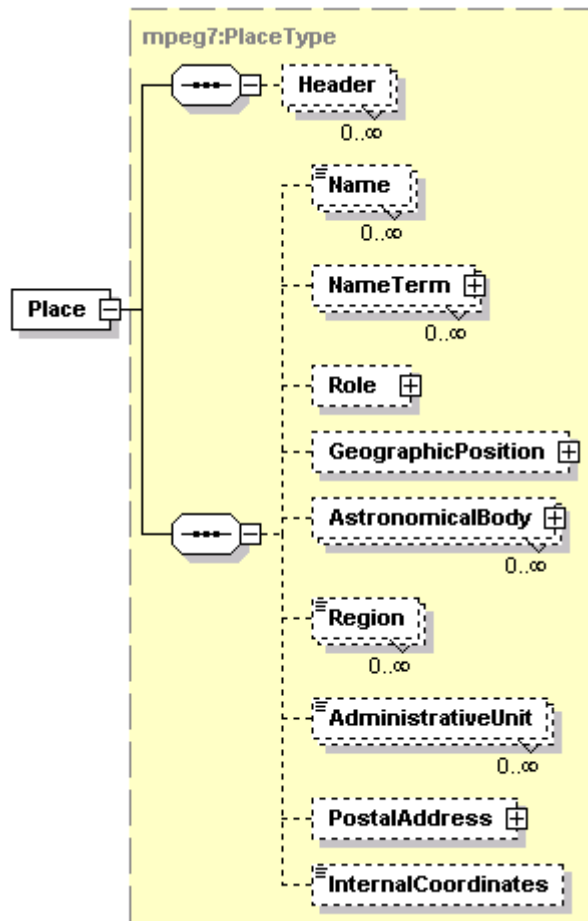 mpeg7:PlaceType
Header
0..∞
Name
0..∞
NameTerm
0..∞
Place
Role
GeographicPosition
AstronomicalBody
0..∞
Region
0..∞
AdministrativeUnit
0..∞
PostalAddress
InternalCoordinates